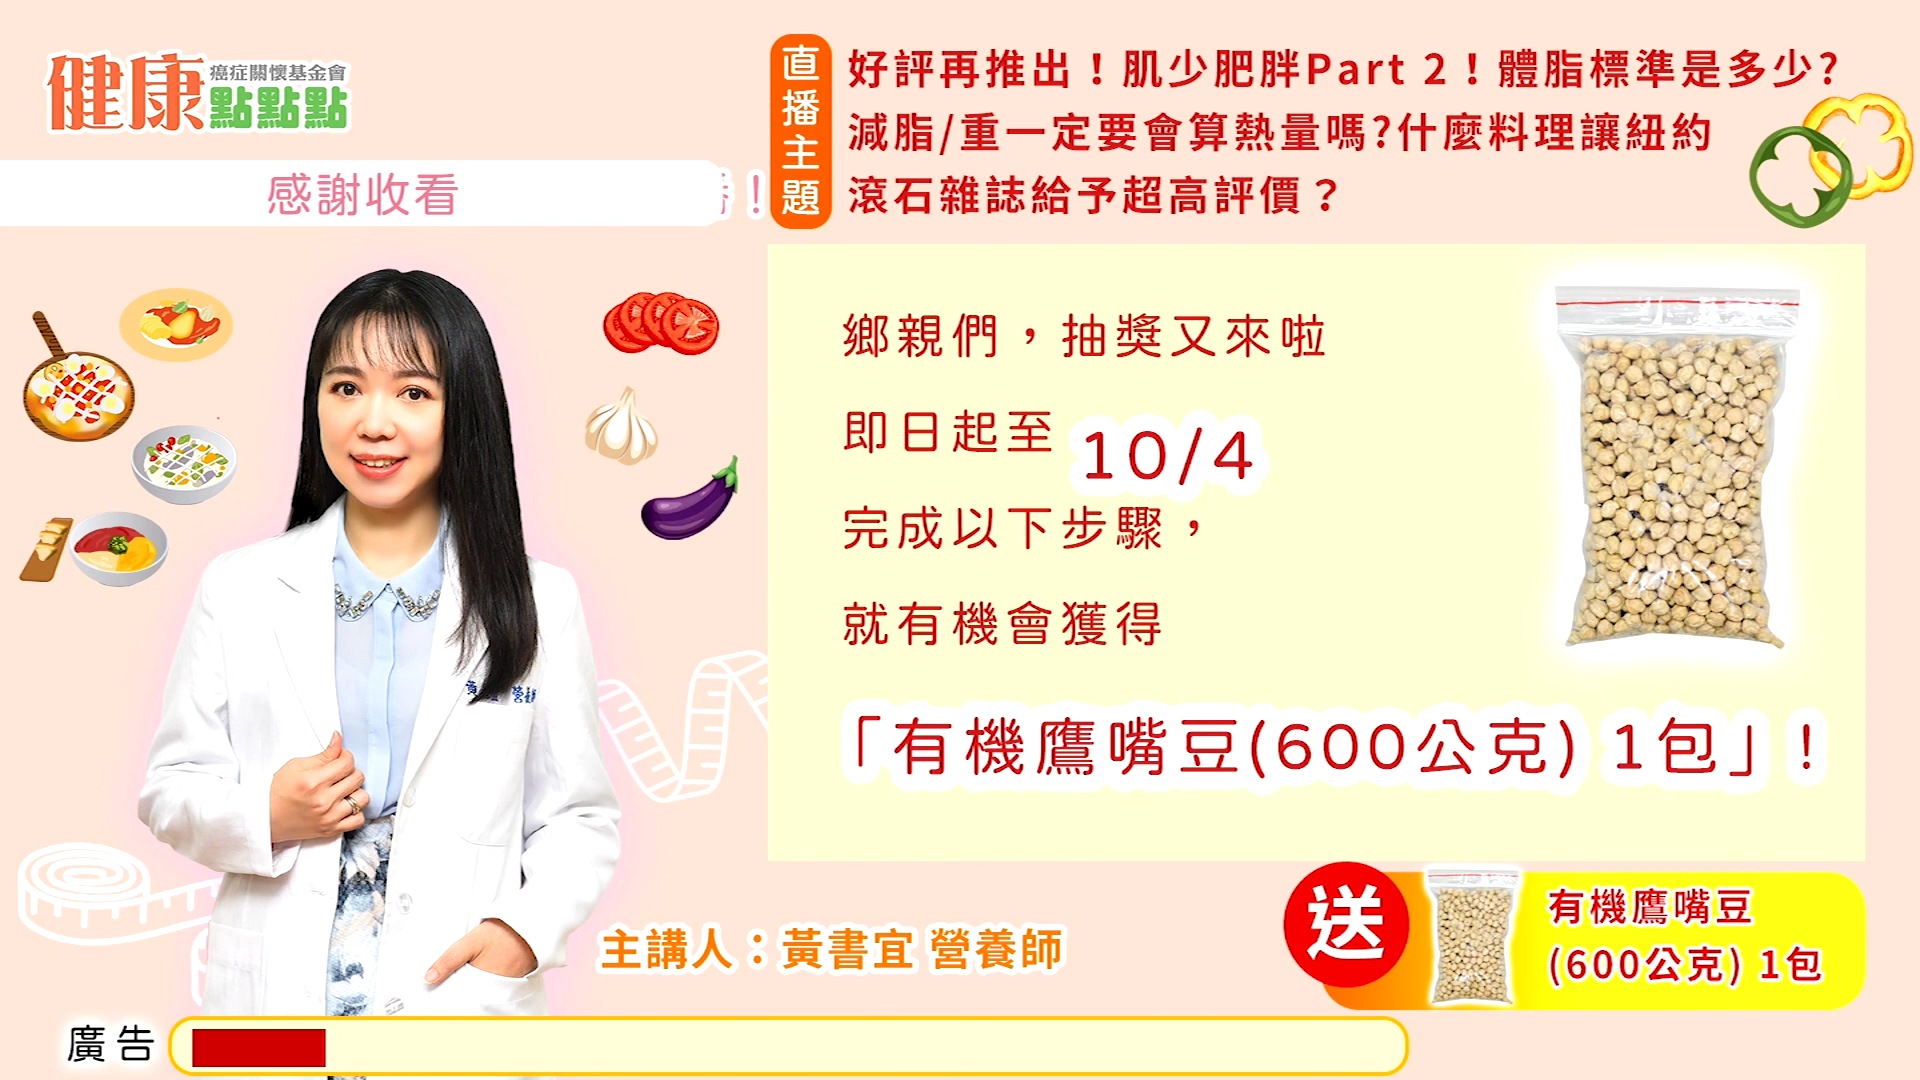 健康
癌症關懷基金會
點點點
感謝收看
！
直播主題
好評再推出！肌少肥胖Part 2！體脂標準是多少?
減脂/重一定要會算熱量嗎?什麼料理讓紐約
滾石雜誌給予超高評價？
鄉親們，抽獎又來啦
即日起至 10/4
完成以下步驟，
就有機會獲得
「有機鷹嘴豆(600公克) 1包」!
主講人：黃書宜 營養師
送
有機鷹嘴豆
(600公克) 1包
廣告